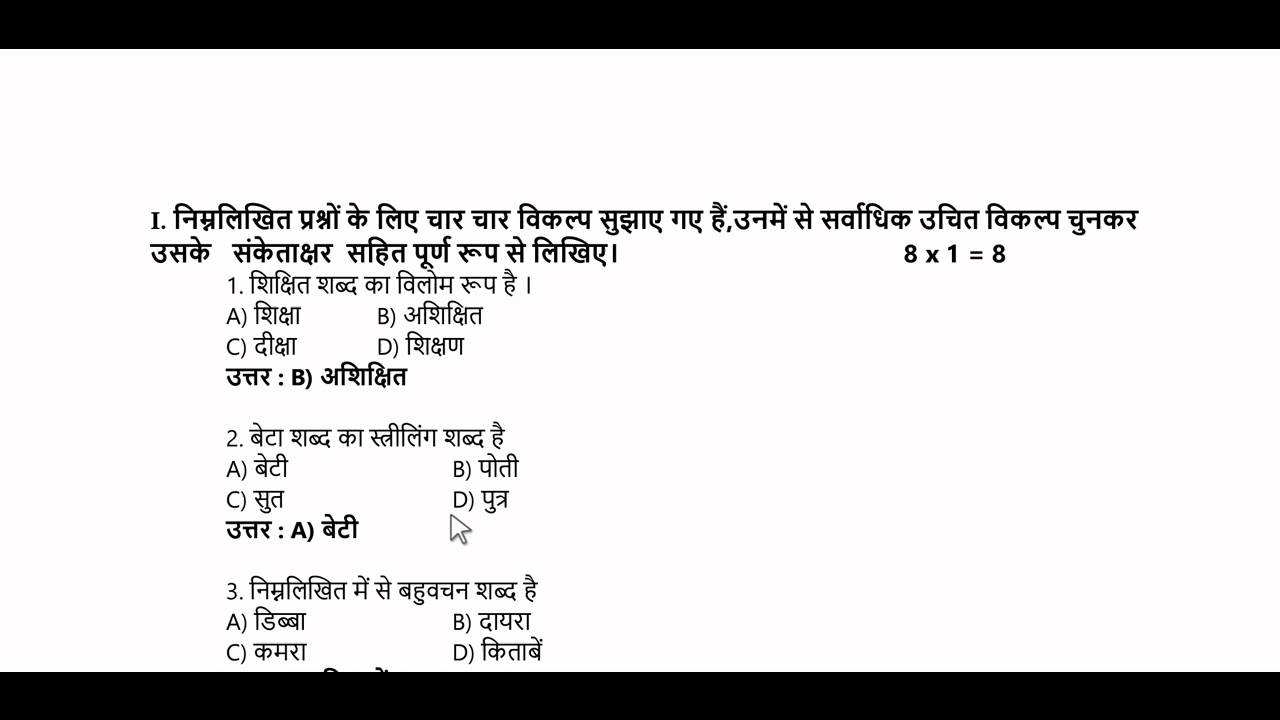 I. निम्नलिखित प्रश्नों के लिए चार चार विकल्प सुझाए गए हैं,उनमें से सर्वाधिक उचित विकल्प चुनकर
उसके संकेताक्षर सहित पूर्ण रूप से लिखिए। 8 x 1 = 8
1. शिक्षित शब्द का विलोम रूप है ।
A) शिक्षा B) अशिक्षित
C) दीक्षा D) शिक्षण
उत्तर : B) अशिक्षित
2. बेटा शब्द का स्त्रीलिंग शब्द है
A) बेटी B) पोती
C) सुत D) पुत्र
उत्तर : A) बेटी
3. निम्नलिखित में से बहुवचन शब्द है
A) डिब्बा B) दायरा
C) कमरा D) किताबें